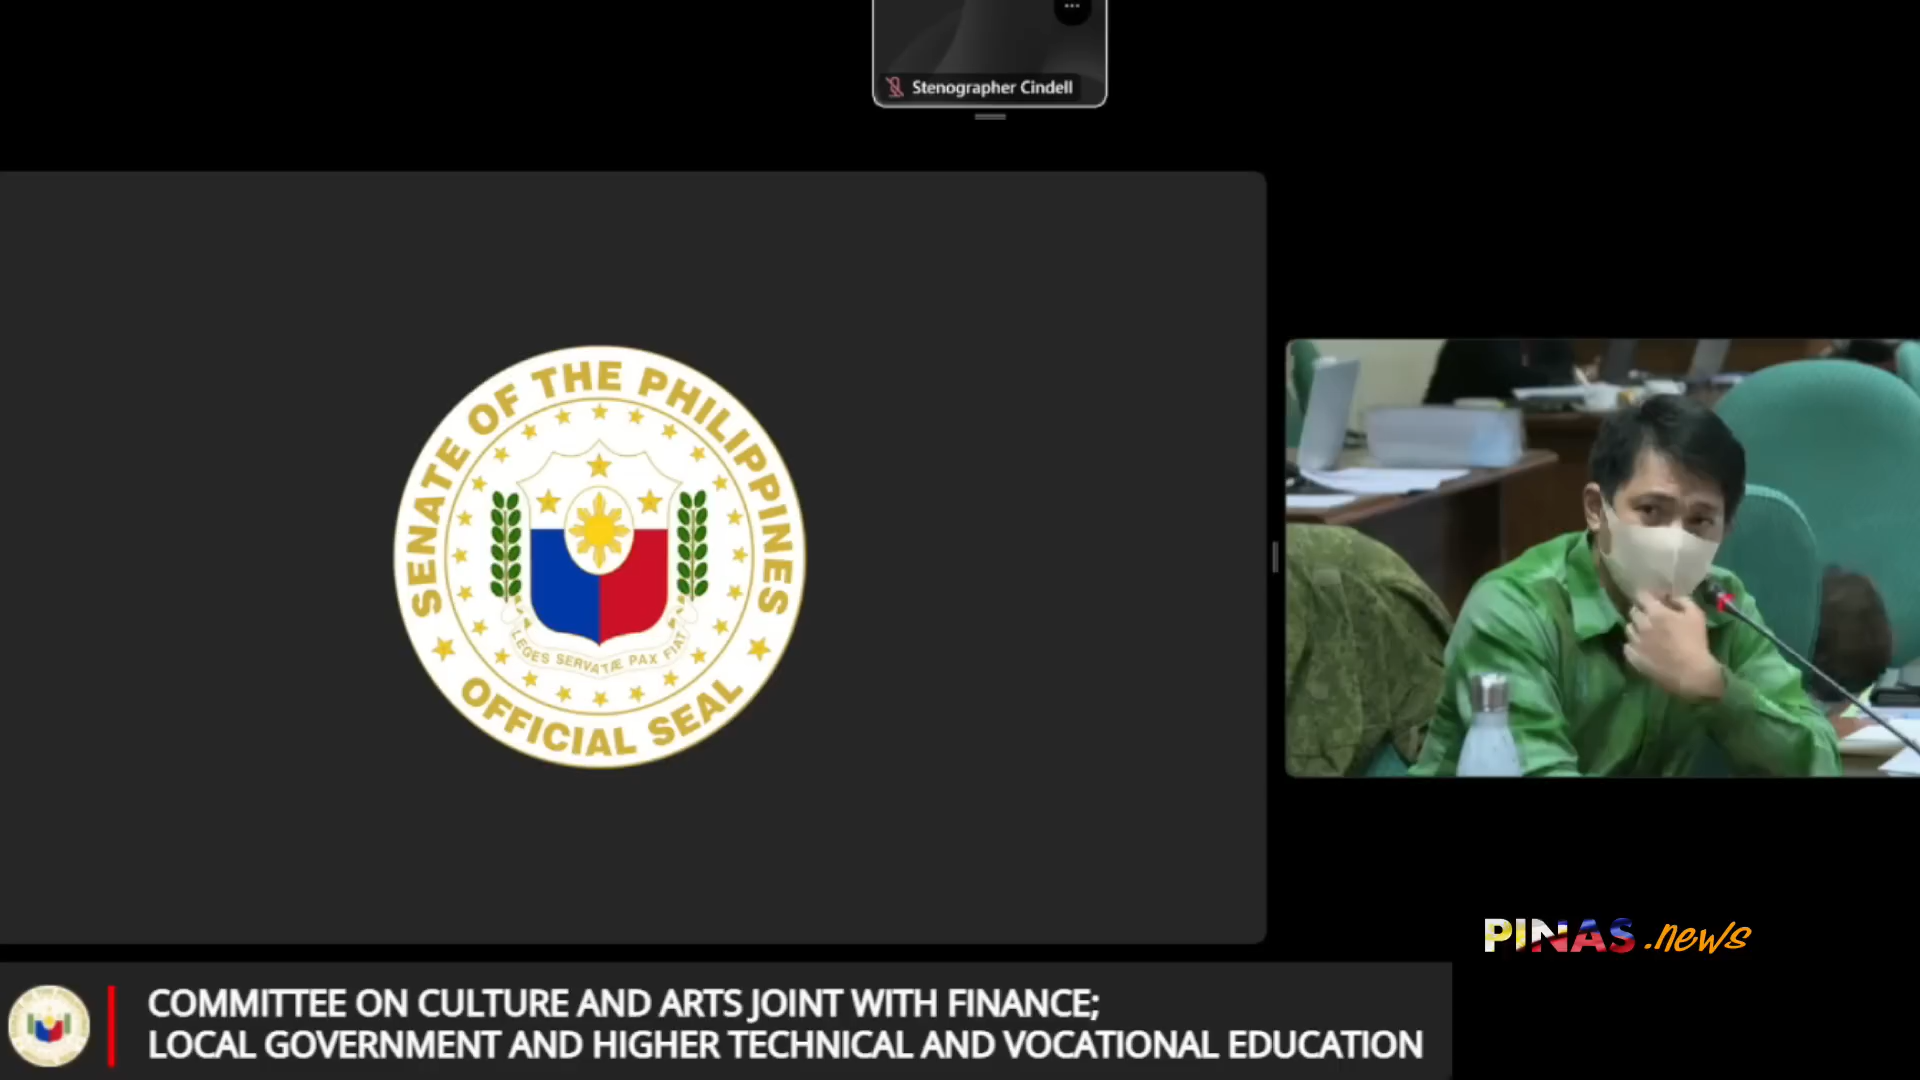 Stenographer Cindell
SENATE OF THE PHILIPPINES
LEGES SERVATÆ PAX FIAT
OFFICIAL SEAL
PINAS.news
COMMITTEE ON CULTURE AND ARTS JOINT WITH FINANCE;
LOCAL GOVERNMENT AND HIGHER TECHNICAL AND VOCATIONAL EDUCATION